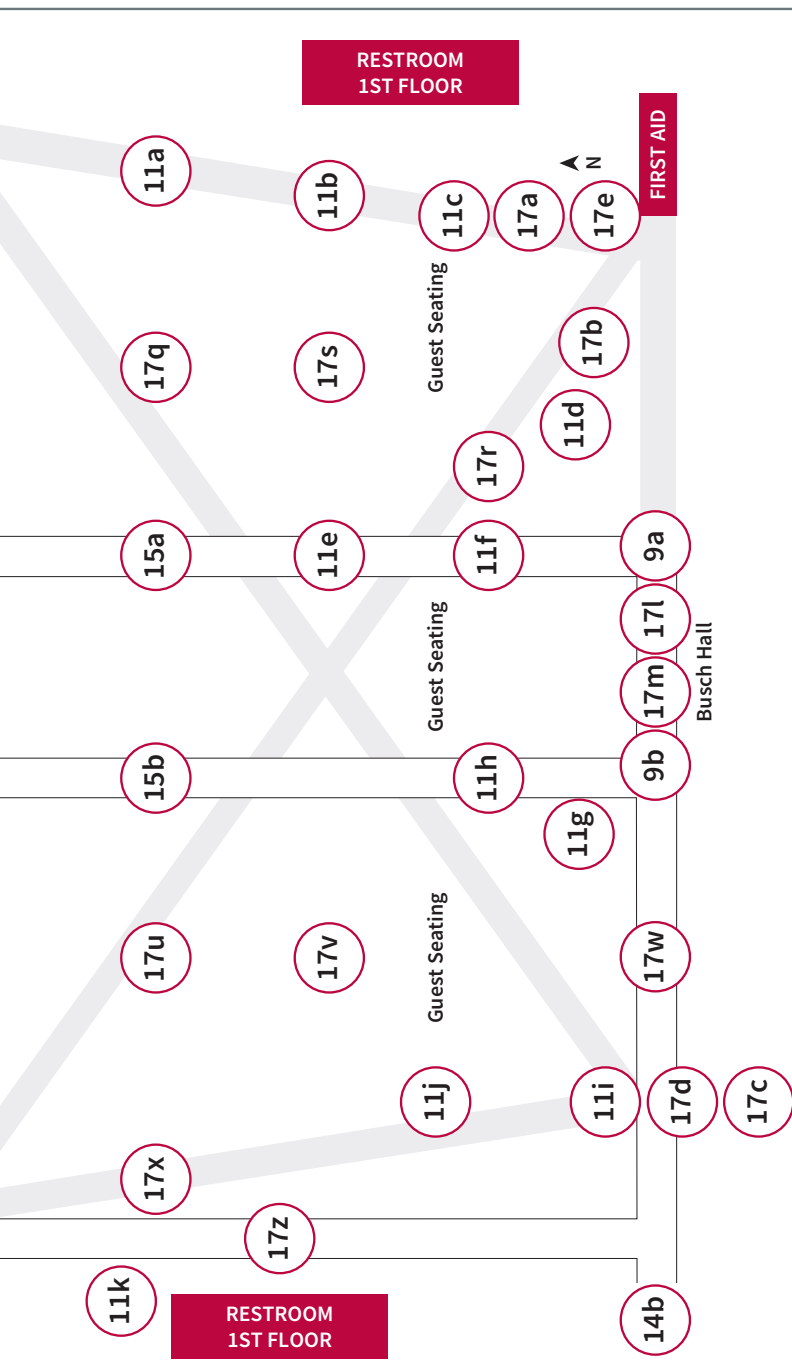 RESTROOM
1ST FLOOR
FIRST AID
N
11a
11b
11c
17a
17e
Guest Seating
17q
17s
17b
11d
17r
15a
11e
11f
9a
Guest Seating
17l
17m
Busch Hall
15b
11h
9b
11g
Guest Seating
17u
17v
17w
11j
11i
17d
17c
17x
17z
11k
RESTROOM
1ST FLOOR
14b